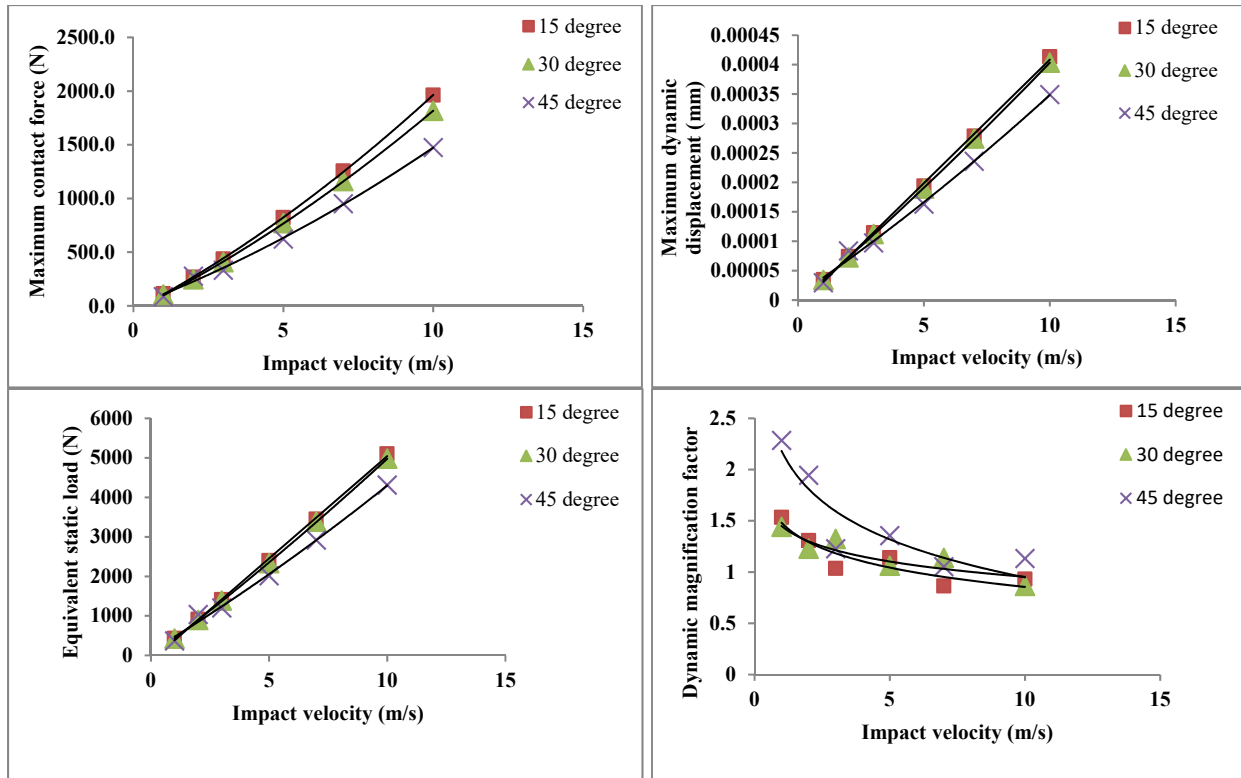 2500.0
2000.0
1500.0
1000.0
500.0
0.0
Maximum contact force (N)
0 5 10 15
Impact velocity (m/s)
15 degree
30 degree
45 degree
0.00045
0.0004
0.00035
0.0003
0.00025
0.0002
0.00015
0.0001
0.00005
0
Maximum dynamic
displacement (mm)
0 5 10 15
Impact velocity (m/s)
15 degree
30 degree
45 degree
6000
5000
4000
3000
2000
1000
0
Equivalent static load (N)
0 5 10 15
Impact velocity (m/s)
15 degree
30 degree
45 degree
2.5
2
1.5
1
0.5
0
Dynamic magnification factor
0 5 10 15
Impact velocity (m/s)
15 degree
30 degree
45 degree